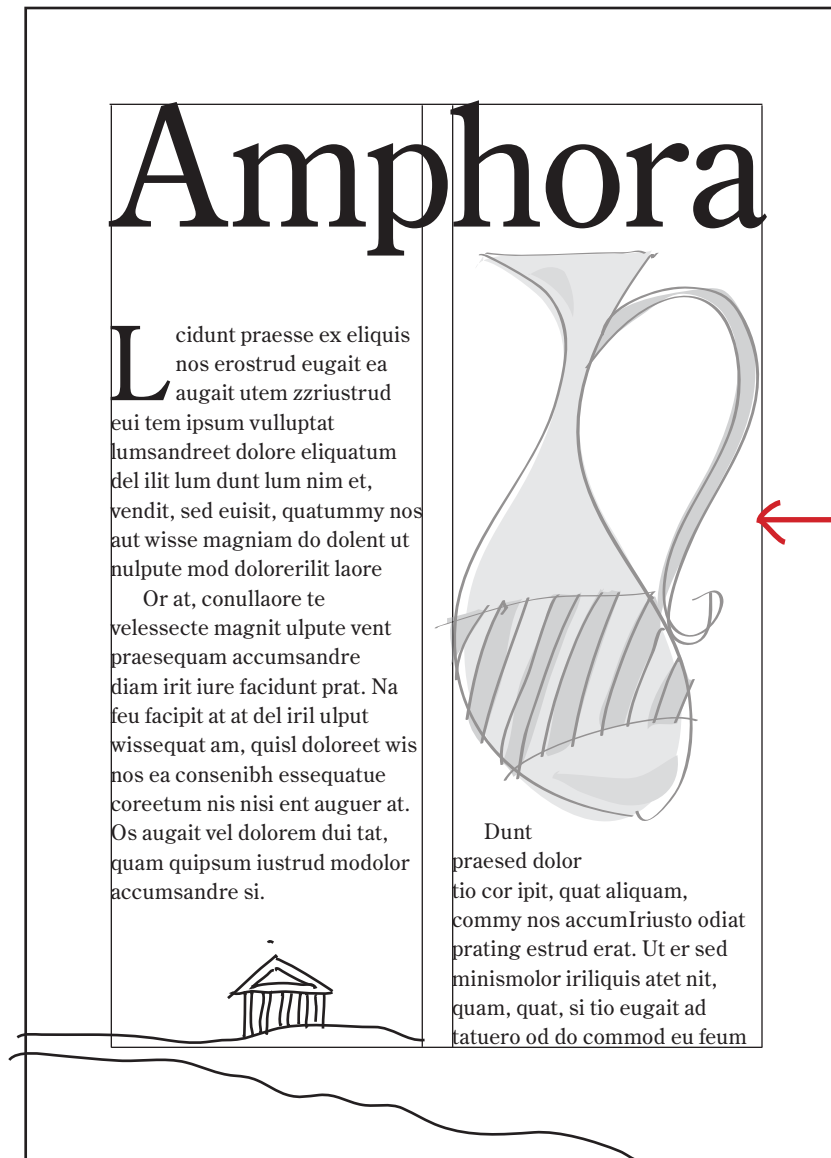 Amphora
L cidunt praesse ex eliquis
nos erostrud eugait ea
augait utem zzriustrud
eui tem ipsum vulluptat
lumsandreet dolore eliquatum
del ilit lum dunt lum nim et,
vendit, sed euisit, quatummy nos
aut wisse magniam do dolent ut
nulpute mod dolorerilit laore
Or at, conullaore te
velessecte magnit ulpute vent
praesequam accumsandre
diam irit iure facidunt prat. Na
feu facipit at at del iril ulput
wissequat am, quisl doloreet wis
nos ea consenibh essequatue
coreetum nis nisi ent auguer at.
Os augait vel dolorem dui tat,
quam quipsum iustrud modolor
accumsandre si.
Dunt
praesed dolor
tio cor ipit, quat aliquam,
commy nos accumIriusto odiat
prating estrud erat. Ut er sed
minismolor iriliquis atet nit,
quam, quat, si tio eugait ad
tatuero od do commod eu feum